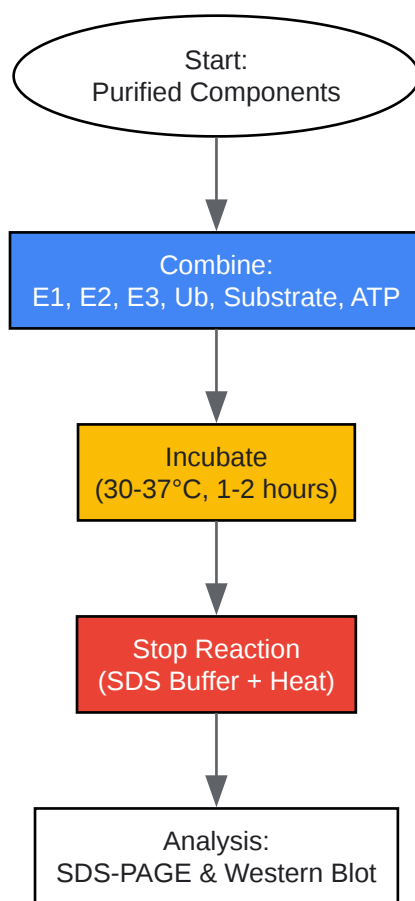 Start:
Purified Components
Combine:
E1, E2, E3, Ub, Substrate, ATP
Incubate
(30-37°C, 1-2 hours)
Stop Reaction
(SDS Buffer + Heat)
Analysis:
SDS-PAGE & Western Blot